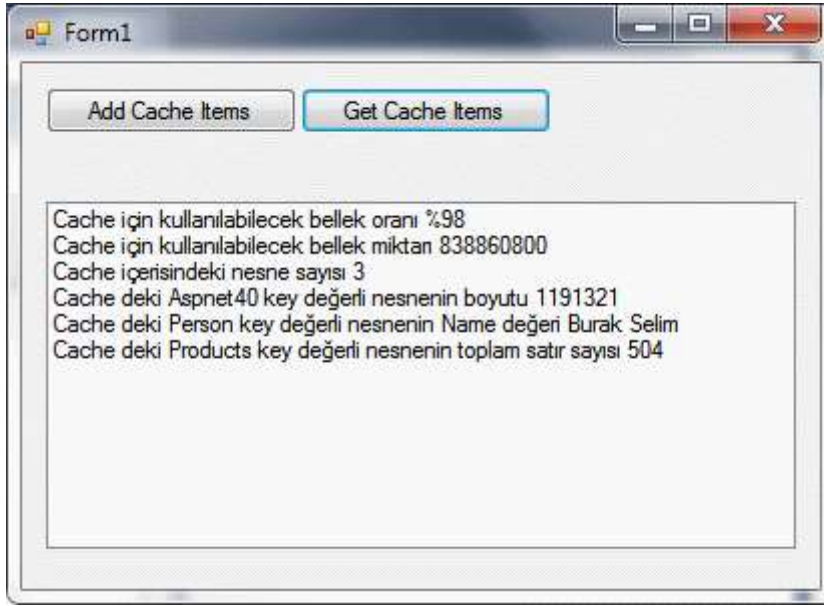 Form1
Add Cache Items
Get Cache Items
Cache için kullanılabilecek bellek oranı %98
Cache için kullanılabilecek bellek miktarı 838860800
Cache içerisindeki nesne sayısı 3
Cache deki Aspnet40 key değerli nesnenin boyutu 1191321
Cache deki Person key değerli nesnenin Name değeri Burak Selim
Cache deki Products key değerli nesnenin toplam satır sayısı 504